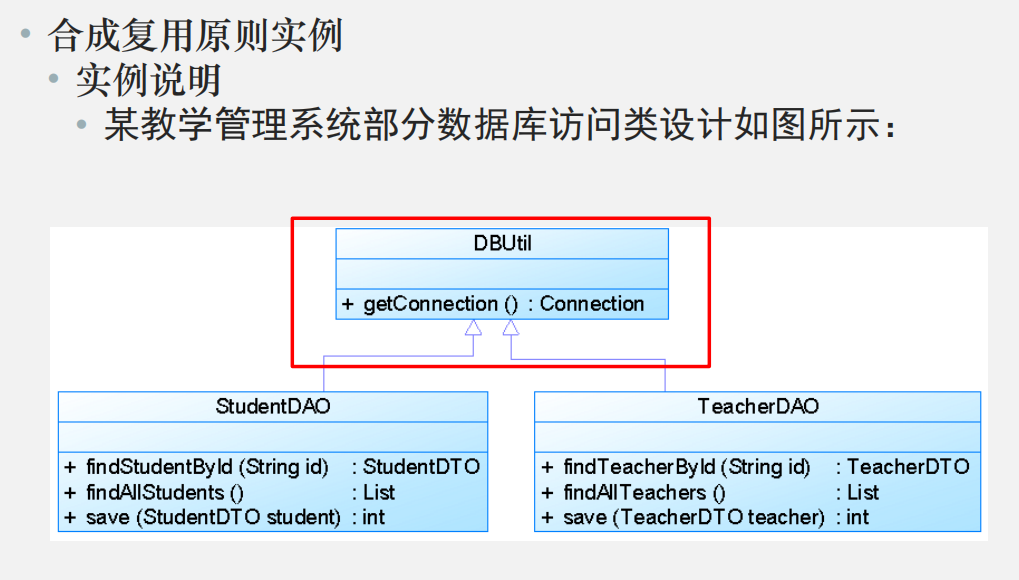 合成复用原则实例
实例说明
某教学管理系统部分数据库访问类设计如图所示：
DBUtil
+ getConnection () : Connection
StudentDAO
+ findStudentById (String id) : StudentDTO
+ findAllStudents () : List
+ save (StudentDTO student) : int
TeacherDAO
+ findTeacherById (String id) : TeacherDTO
+ findAllTeachers () : List
+ save (TeacherDTO teacher) : int